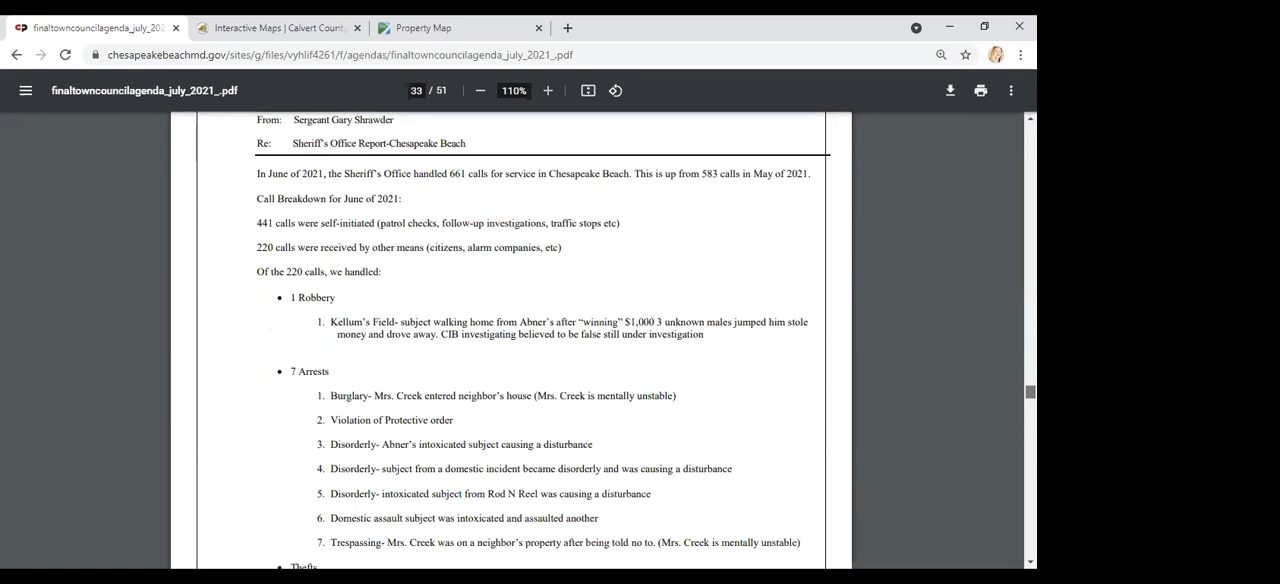 finaltowncouncilagenda_july_202
Interactive Maps | Calvert County
Property Map
chesapeakebeachmd.gov/sites/g/files/vyhlif4261/f/agendas/finaltowncouncilagenda_july_2021_.pdf
finaltowncouncilagenda_july_2021_.pdf
33 / 51
110%
From: Sergeant Gary Shrawder
Re: Sheriff's Office Report-Chesapeake Beach
In June of 2021, the Sheriff's Office handled 661 calls for service in Chesapeake Beach. This is up from 583 calls in May of 2021.
Call Breakdown for June of 2021:
441 calls were self-initiated (patrol checks, follow-up investigations, traffic stops etc)
220 calls were received by other means (citizens, alarm companies, etc)
Of the 220 calls, we handled:
• 1 Robbery
1. Kellum's Field- subject walking home from Abner's after “winning” $1,000 3 unknown males jumped him stole
money and drove away. CIB investigating believed to be false still under investigation
• 7 Arrests
1. Burglary- Mrs. Creek entered neighbor's house (Mrs. Creek is mentally unstable)
2. Violation of Protective order
3. Disorderly- Abner's intoxicated subject causing a disturbance
4. Disorderly- subject from a domestic incident became disorderly and was causing a disturbance
5. Disorderly- intoxicated subject from Rod N Reel was causing a disturbance
6. Domestic assault subject was intoxicated and assaulted another
7. Trespassing- Mrs. Creek was on a neighbor's property after being told no to. (Mrs. Creek is mentally unstable)
• Thefts